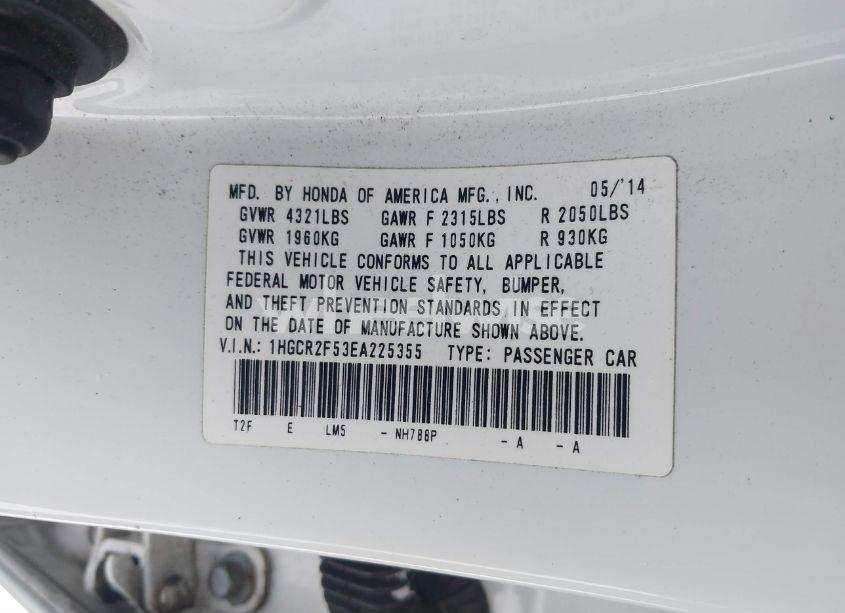 MFD. BY HONDA OF AMERICA MFG., INC. 05/'14
GVWR 4321LBS GAWR F 2315LBS R 2050LBS
GVWR 1960KG GAWR F 1050KG R 930KG
THIS VEHICLE CONFORMS TO ALL APPLICABLE
FEDERAL MOTOR VEHICLE SAFETY, BUMPER,
AND THEFT PREVENTION STANDARDS IN EFFECT
ON THE DATE OF MANUFACTURE SHOWN ABOVE.
V.I.N.: 1HGCR2F53EA225355 TYPE: PASSENGER CAR
T2F E LM5 - NH788P - A - A